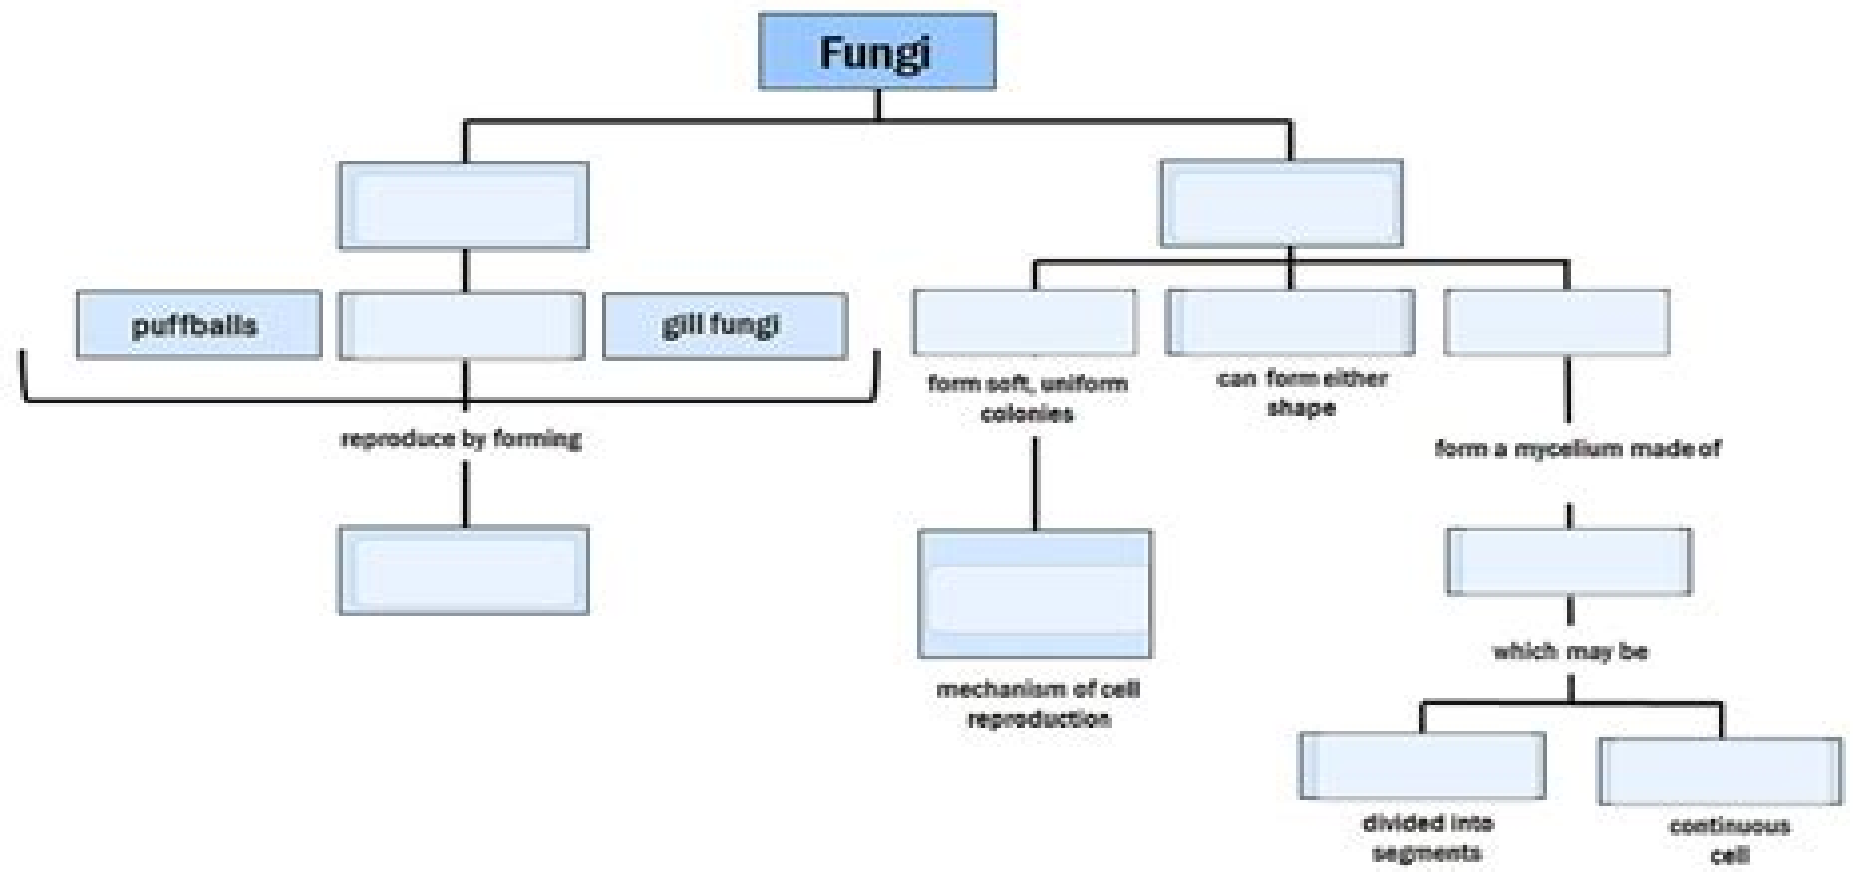 Fungi
puffballs
gill fungi
reproduce by forming
form soft, uniform
colonies
can form either
shape
form a mycelium made of
mechanism of cell
reproduction
which may be
divided into
segments
continuous
cell